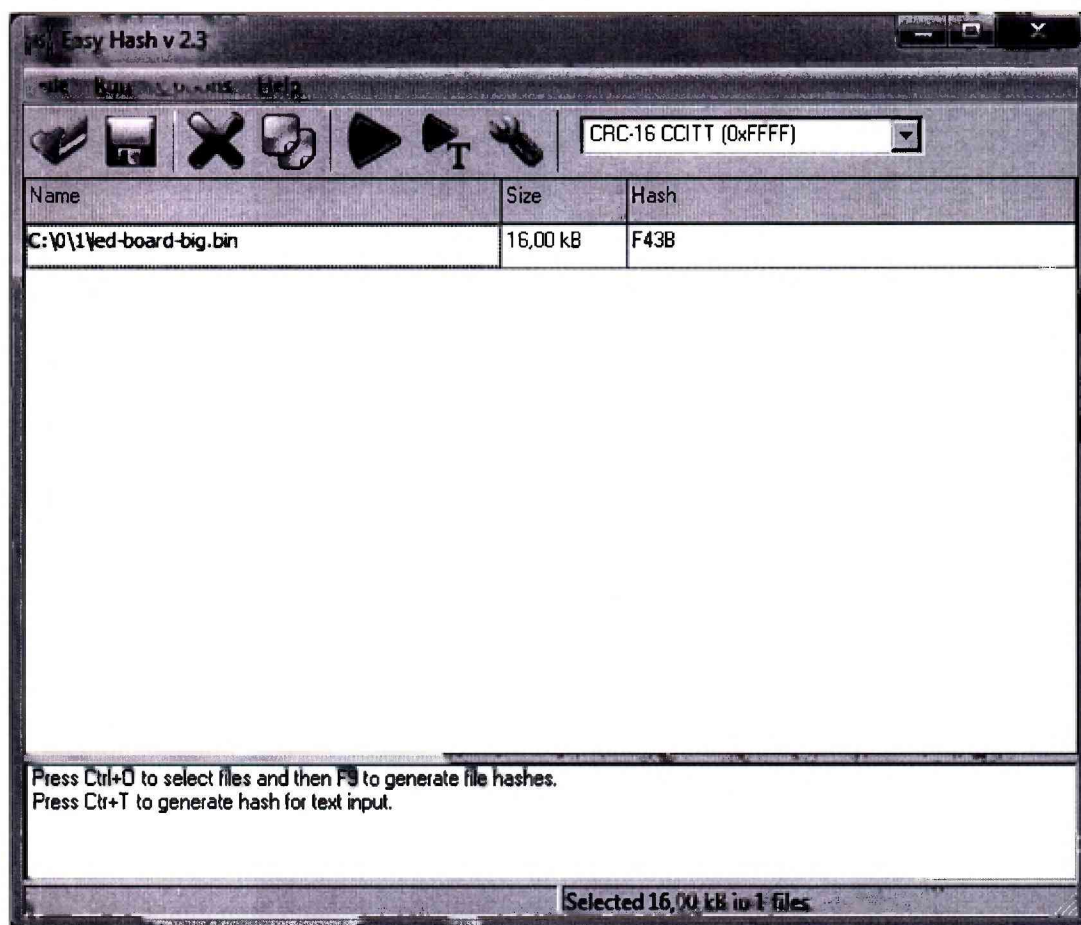 Easy Hash v 2.3
Help
T
CRC-16 CCITT (0xFFFF)
Name Size Hash
C:\0\1\led-board-big.bin 16,00 kB F43B
Press Ctrl+O to select files and then F9 to generate file hashes.
Press Ctr+T to generate hash for text input.
Selected 16,00 kB in 1 files